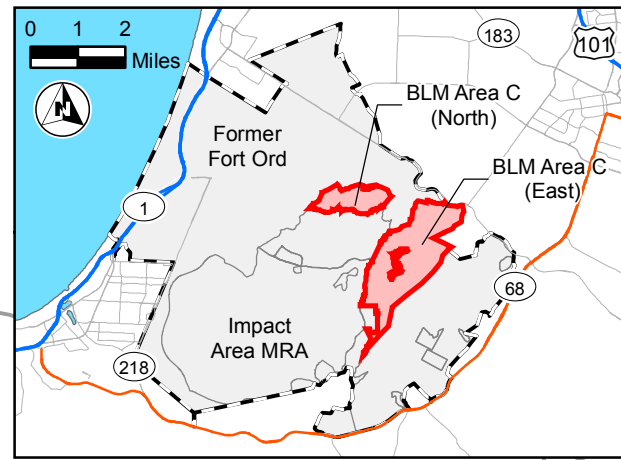 0 1 2
Miles
N
183
101
BLM Area C
(North)
Former
Fort Ord
BLM Area C
(East)
1
68
Impact
Area MRA
218